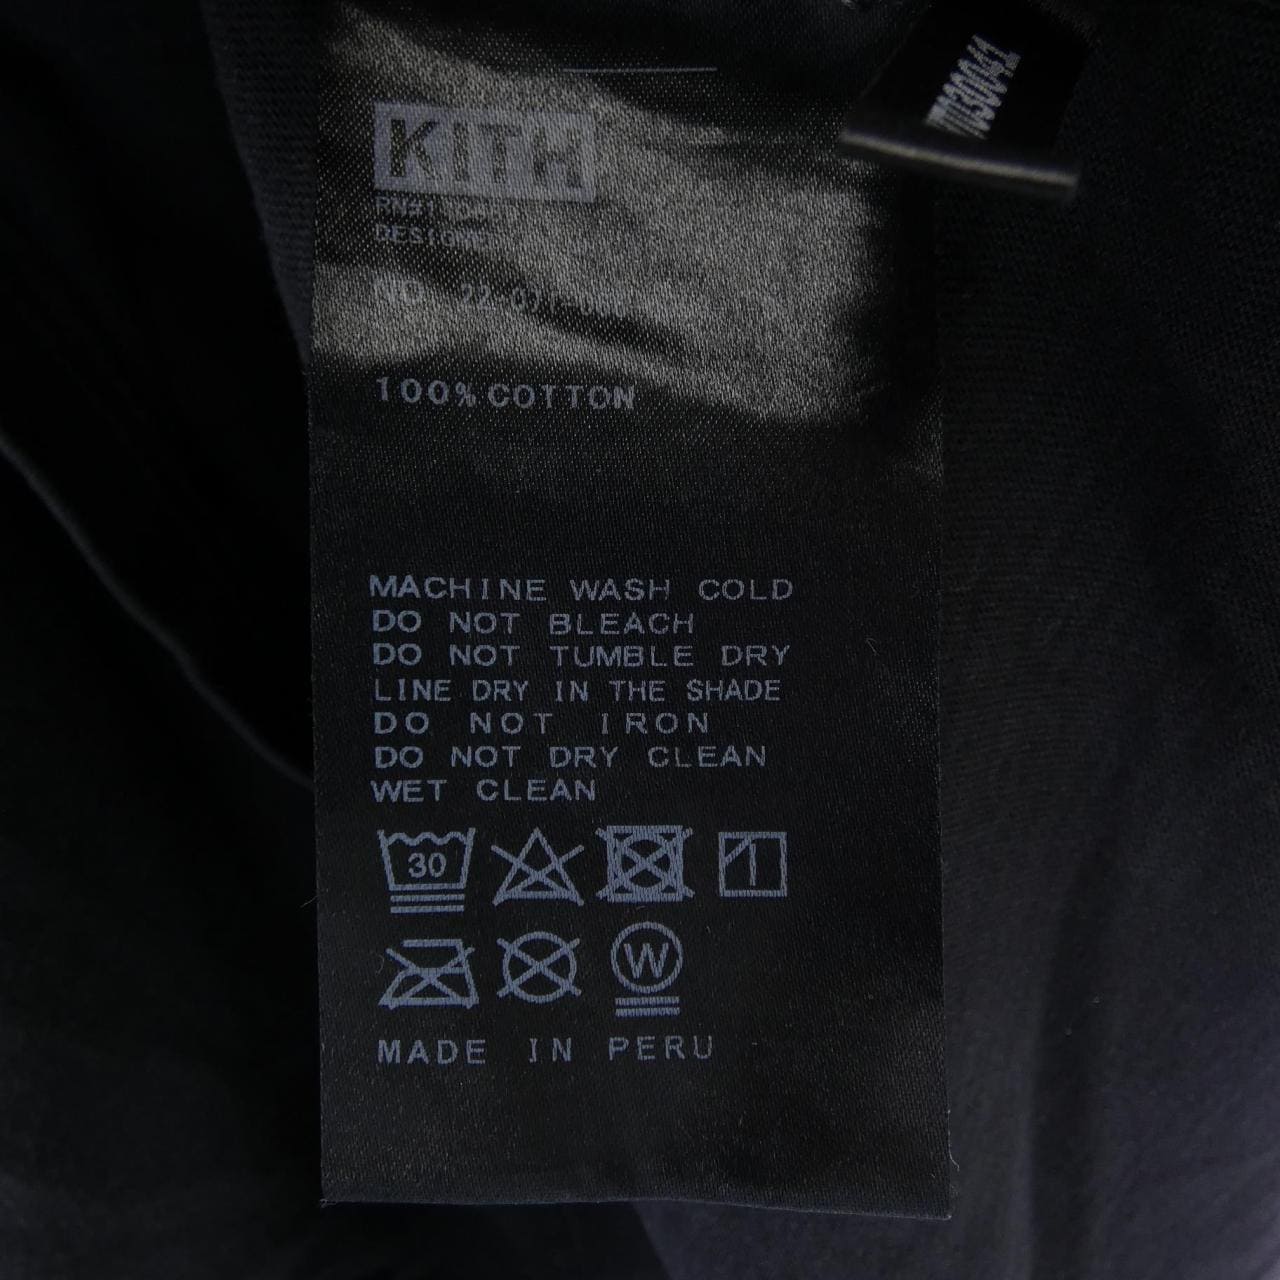 KITH
100% COTTON
MACHINE WASH COLD
DO NOT BLEACH
DO NOT TUMBLE DRY
LINE DRY IN THE SHADE
DO NOT IRON
DO NOT DRY CLEAN
WET CLEAN
30
W
MADE IN PERU